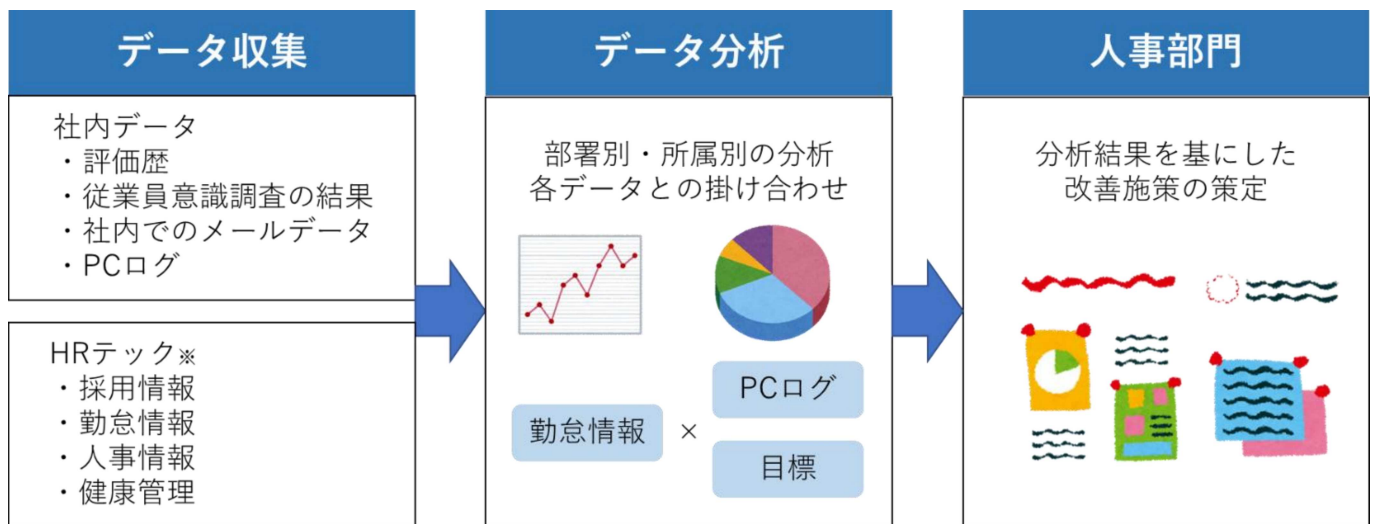 データ収集
社内データ
・評価歴
・従業員意識調査の結果
・社内でのメールデータ
・PCログ
HRテック※
・採用情報
・勤怠情報
・人事情報
・健康管理
データ分析
部署別・所属別の分析
各データとの掛け合わせ
勤怠情報
×
PCログ
目標
人事部門
分析結果を基にした
改善施策の策定